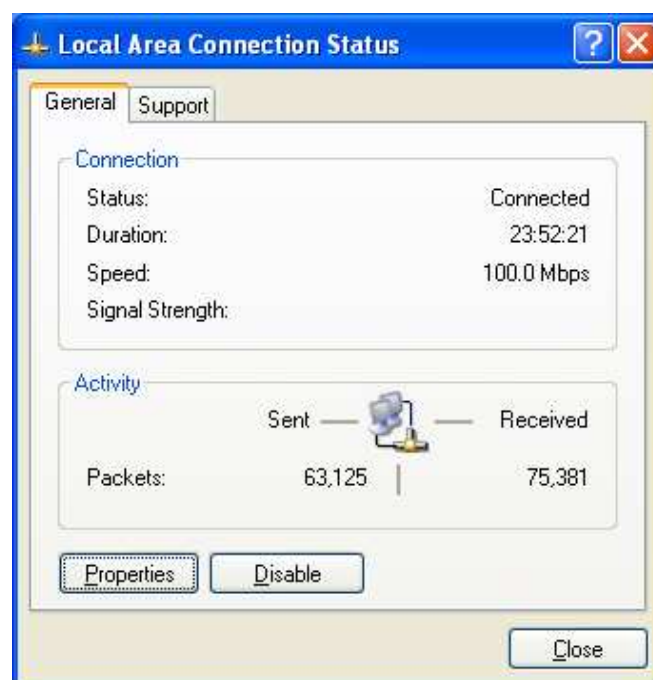 Local Area Connection Status
General Support
Connection
Status: Connected
Duration: 23:52:21
Speed: 100.0 Mbps
Signal Strength:
Activity
Sent Received
Packets: 63,125 75,381
Properties Disable
Close